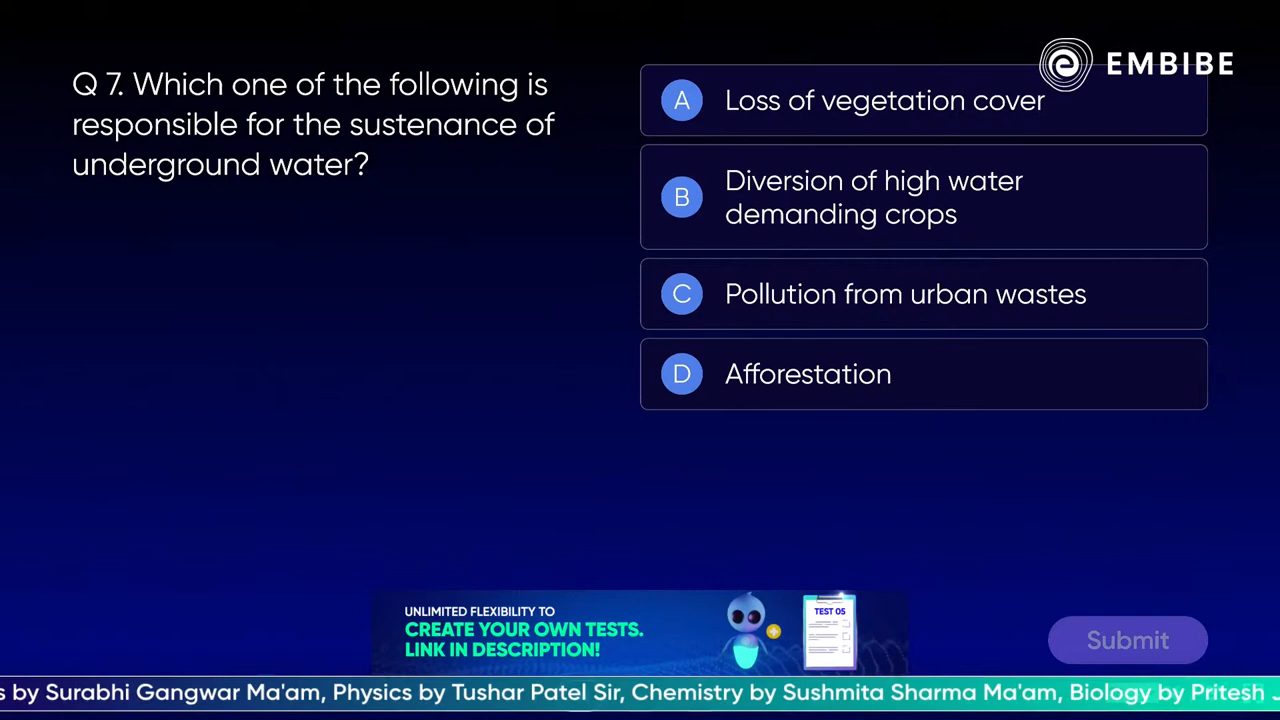 EMBIBE
Q 7. Which one of the following is
responsible for the sustenance of
underground water?
A Loss of vegetation cover
B Diversion of high water
demanding crops
C Pollution from urban wastes
D Afforestation
UNLIMITED FLEXIBILITY TO
CREATE YOUR OWN TESTS.
LINK IN DESCRIPTION!
TEST 05
Submit
s by Surabhi Gangwar Ma'am, Physics by Tushar Patel Sir, Chemistry by Sushmita Sharma Ma'am, Biology by Pritesh J